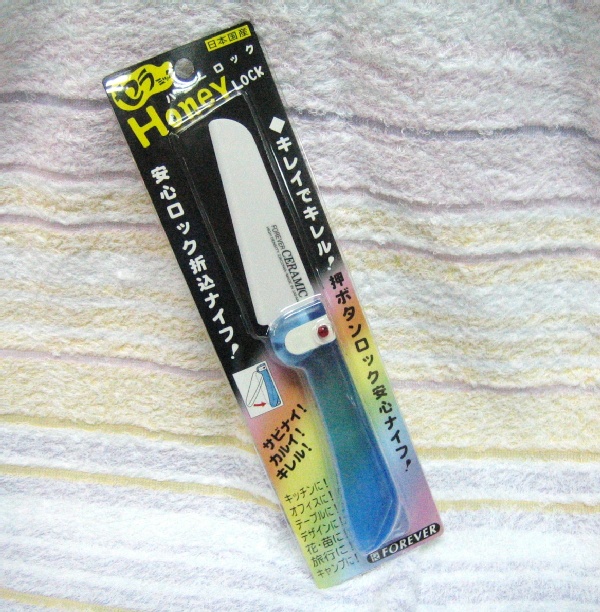 日本国産
セラミック
ハニーロック
Honey LOCK
◆キレイでキレル!
安心ロック折込ナイフ!
押ボタンロック安心ナイフ!
FOREVER
CERAMIC
サビナイ!
カルイ!
キレル!
キッチンに!
オフィスに!
テーブルに!
デザインに!
花・苗に!
旅行に!
キャンプに!
FOREVER